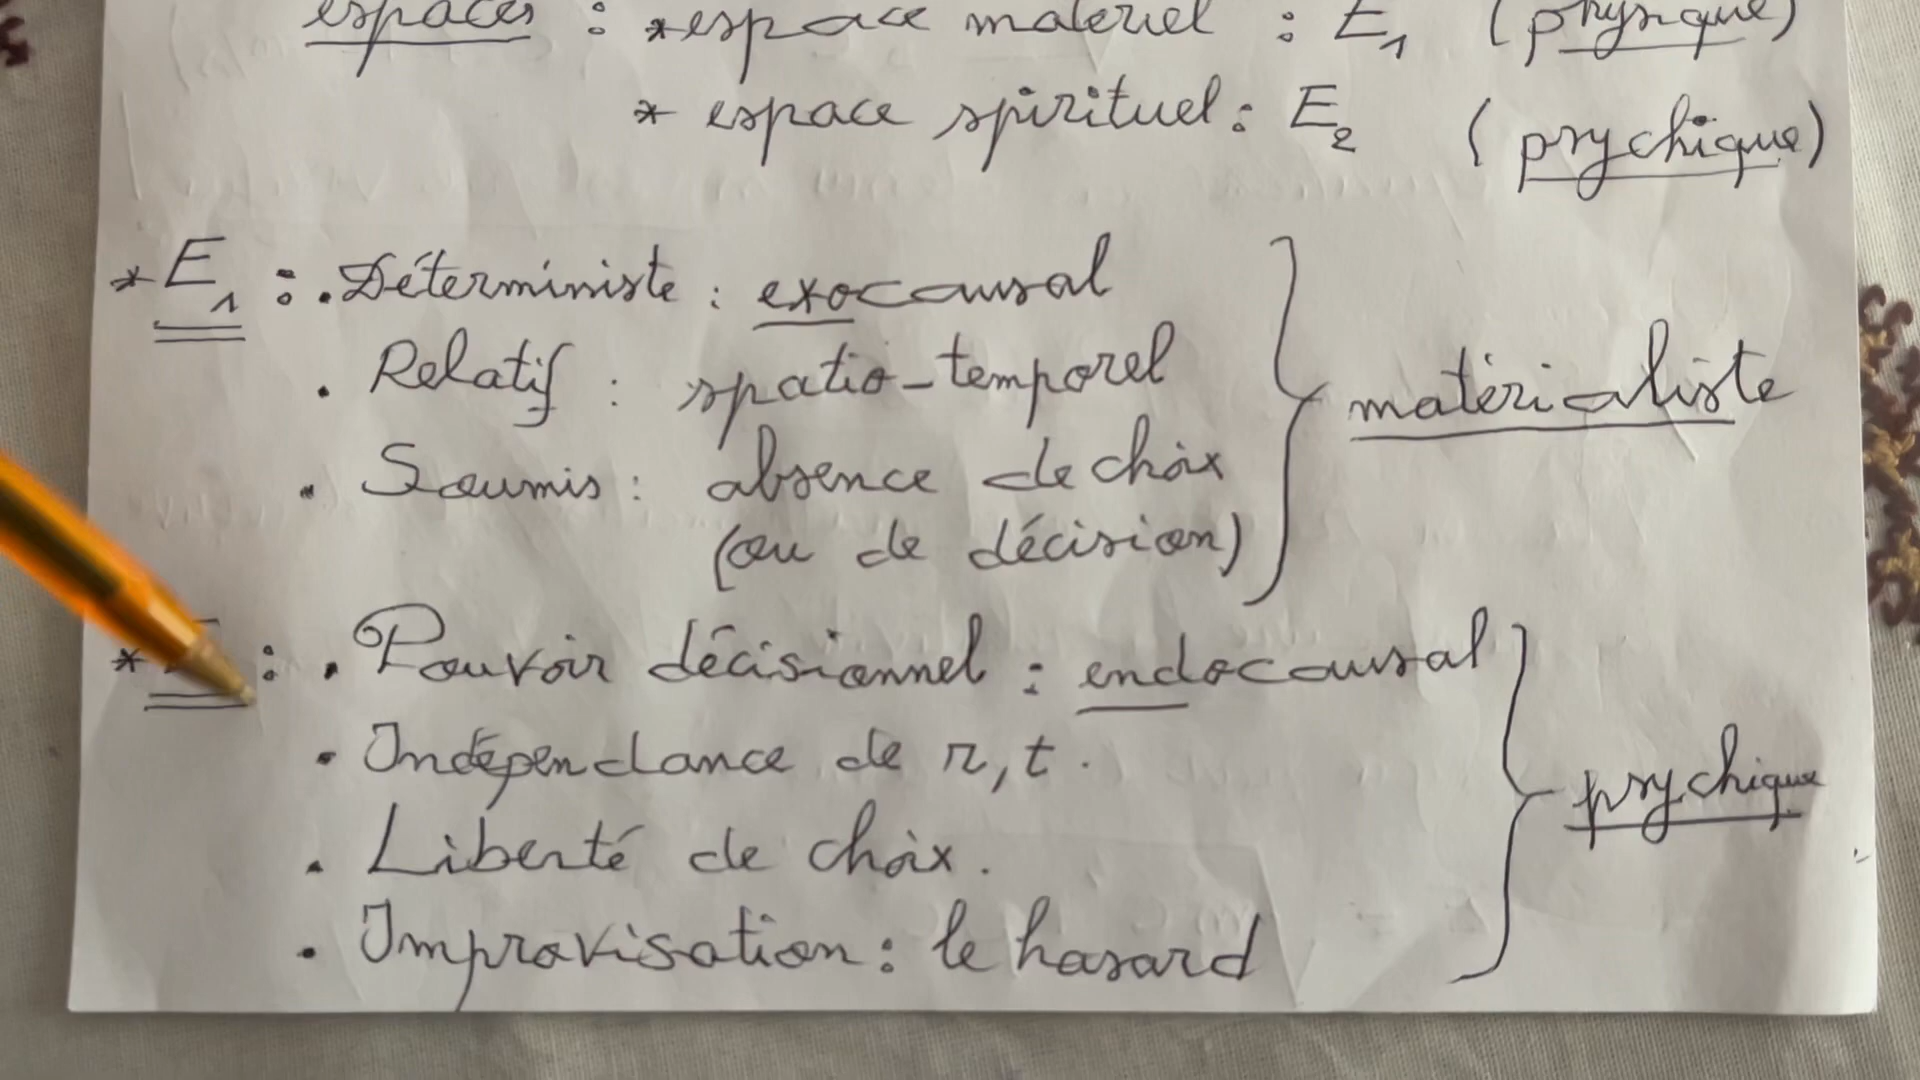 espaces : * espace matériel : E1 (physique)
* espace spirituel : E2 (psychique)
* E1 : . Déterministe : exocausal
. Relatif : spatio-temporel
. Soumis : absence de choix
(ou de décision)
matérialiste
* : . Pouvoir décisionnel : endocausal
. Indépendance de r, t .
. Liberté de choix .
. Improvisation : le hasard
psychique